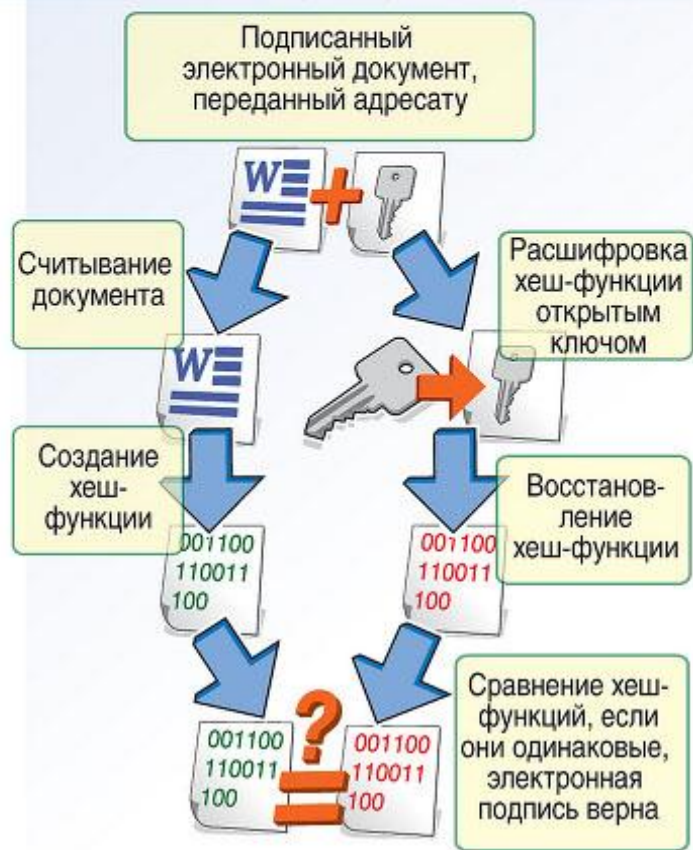 Подписанный
электронный документ,
переданный адресату
W
Считывание
документа
Расшифровка
хеш-функции
открытым
ключом
W
Создание
хеш-
функции
Восстанов-
ление
хеш-функции
001100
110011
100
001100
110011
100
Сравнение хеш-
функций, если
они одинаковые,
электронная
подпись верна
?
001100
110011
100
001100
110011
100